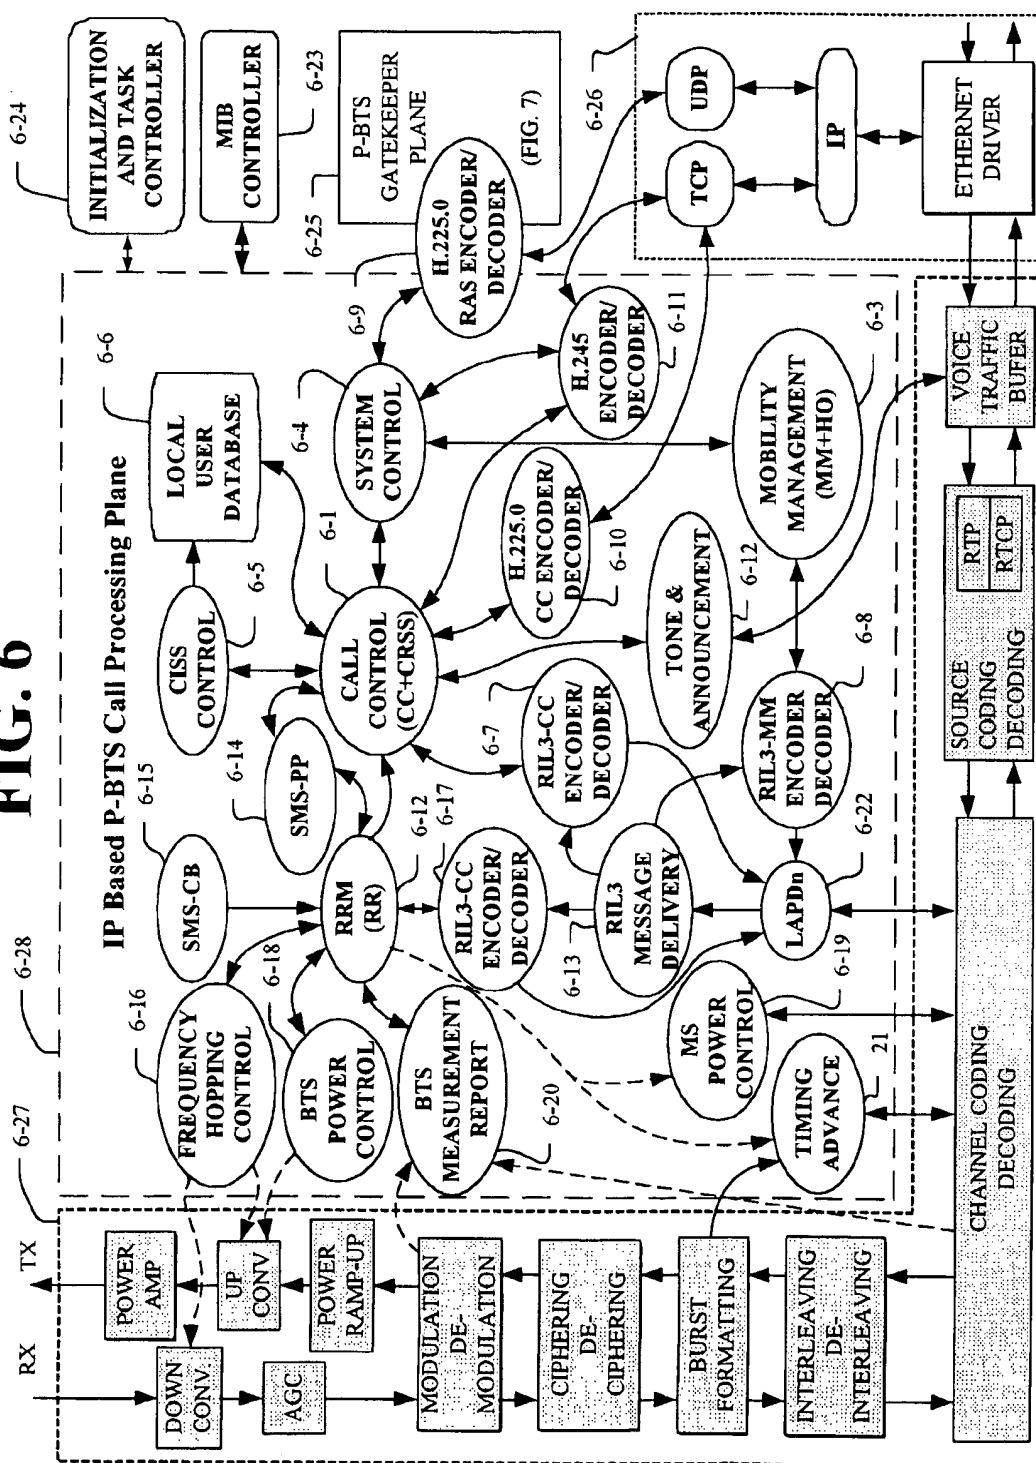 FIG. 6
IP Based P-BTS Call Processing Plane
6-27
6-28
6-24
INITIALIZATION
AND TASK
CONTROLLER
MIB
CONTROLLER
6-23
6-25
P-BTS
GATEKEEPER
PLANE
(FIG. 7)
6-26
RX
TX
POWER
AMP
DOWN
CONV.
UP
CONV
AGC
POWER
RAMP-UP
MODULATION
DE-
MODULATION
CIPHERING
DE-
CIPHERING
BURST
FORMATTING
INTERLEAVING
DE-
INTERLEAVING
6-16
FREQUENCY
HOPPING
CONTROL
6-15
SMS-CB
6-14
SMS-PP
CISS
CONTROL
6-5
LOCAL
USER
DATABASE
6-6
6-18
BTS
POWER
CONTROL
RRM
(RR)
6-12
6-1
CALL
CONTROL
(CC+CRSS)
6-4
SYSTEM
CONTROL
6-9
H.225.0
RAS ENCODER/
DECODER
BTS
MEASUREMENT
REPORT
6-20
6-17
RIL3-CC
ENCODER/
DECODER
6-7
RIL3-CC
ENCODER/
DECODER
H.225.0
CC ENCODER/
DECODER
6-10
H.245
ENCODER/
DECODER
6-11
6-13
RIL3
MESSAGE
DELIVERY
TONE &
ANNOUNCEMENT
6-12
MS
POWER
CONTROL
6-19
LAPDn
6-22
RIL3-MM
ENCODER
DECODER
6-8
MOBILITY
MANAGEMENT
(MM+HO)
6-3
TIMING
ADVANCE
21
TCP
UDP
IP
ETHERNET
DRIVER
CHANNEL CODING
DECODING
SOURCE
CODING
DECODING
RTP
RTCP
VOICE
TRAFFIC
BUFFER